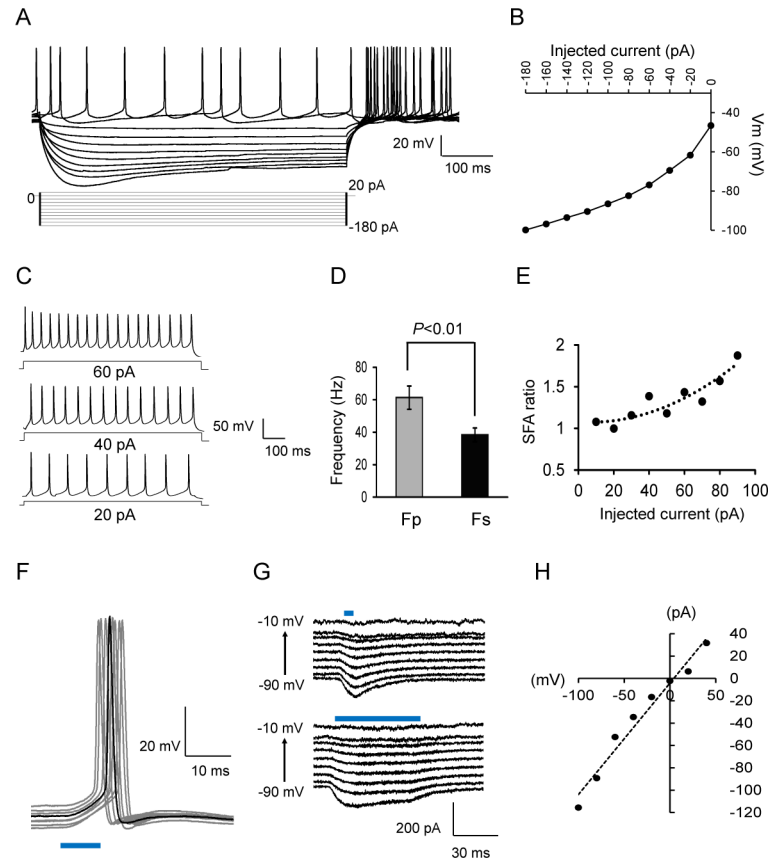 A
20 mV
100 ms
0
20 pA
-180 pA
B
Injected current (pA)
-180
-160
-140
-120
-100
-80
-60
-40
-20
0
-40
-60
-80
-100
Vm (mV)
C
60 pA
40 pA
20 pA
50 mV
100 ms
D
P<0.01
Frequency (Hz)
80
60
40
20
0
Fp
Fs
E
SFA ratio
2
1.5
1
0.5
0
20
40
60
80
100
Injected current (pA)
F
20 mV
10 ms
G
-10 mV
-90 mV
-10 mV
-90 mV
200 pA
30 ms
H
(pA)
(mV)
-100
-50
0
50
40
20
0
-20
-40
-60
-80
-100
-120